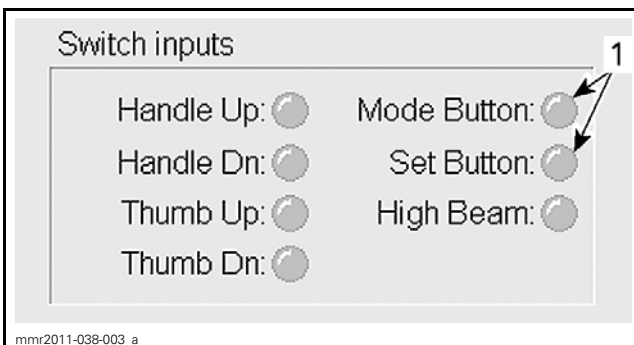 Switch inputs
1
Handle Up: Mode Button:
Handle Dn: Set Button:
Thumb Up: High Beam:
Thumb Dn:
mmr2011-038-003_a